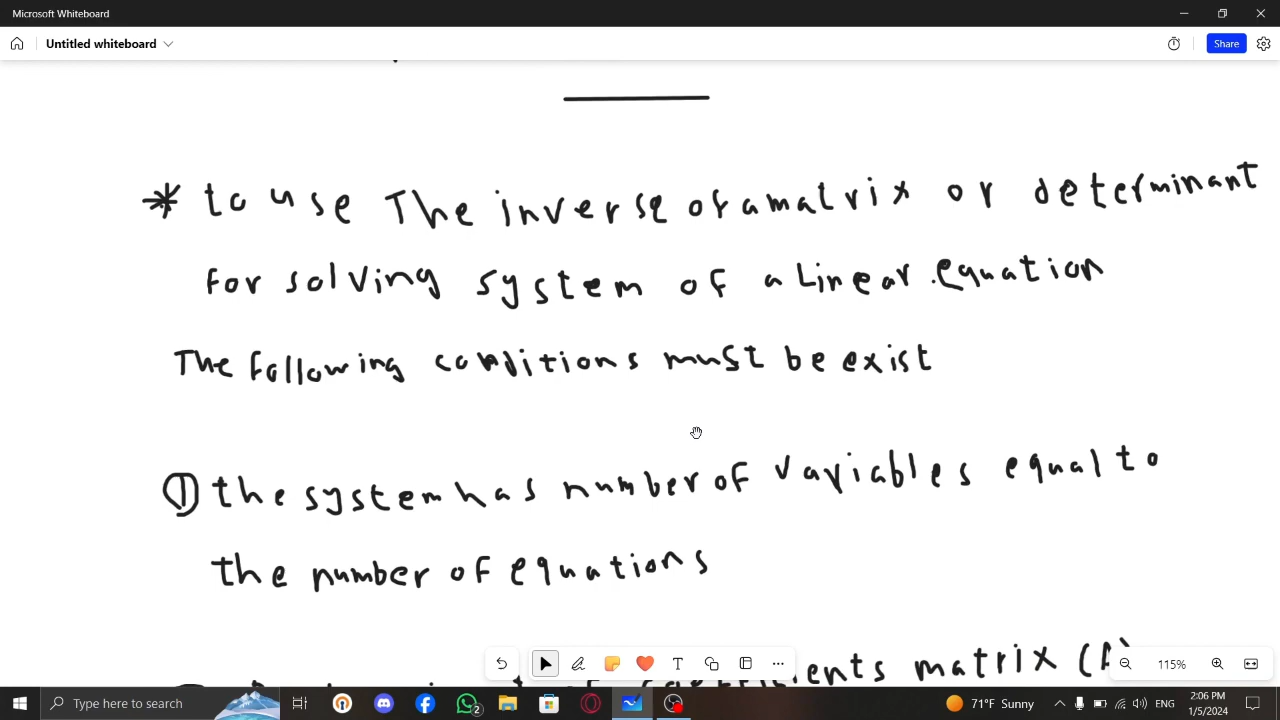 Microsoft Whiteboard
Untitled whiteboard
Share
* to use The inverse of a matrix or determinant
For solving system of a Linear equation
The following conditions must be exist
① the system has number of variables equal to
the number of equations
coefficients matrix (A)
115%
Type here to search
2
71°F Sunny
ENG
2:06 PM
1/5/2024